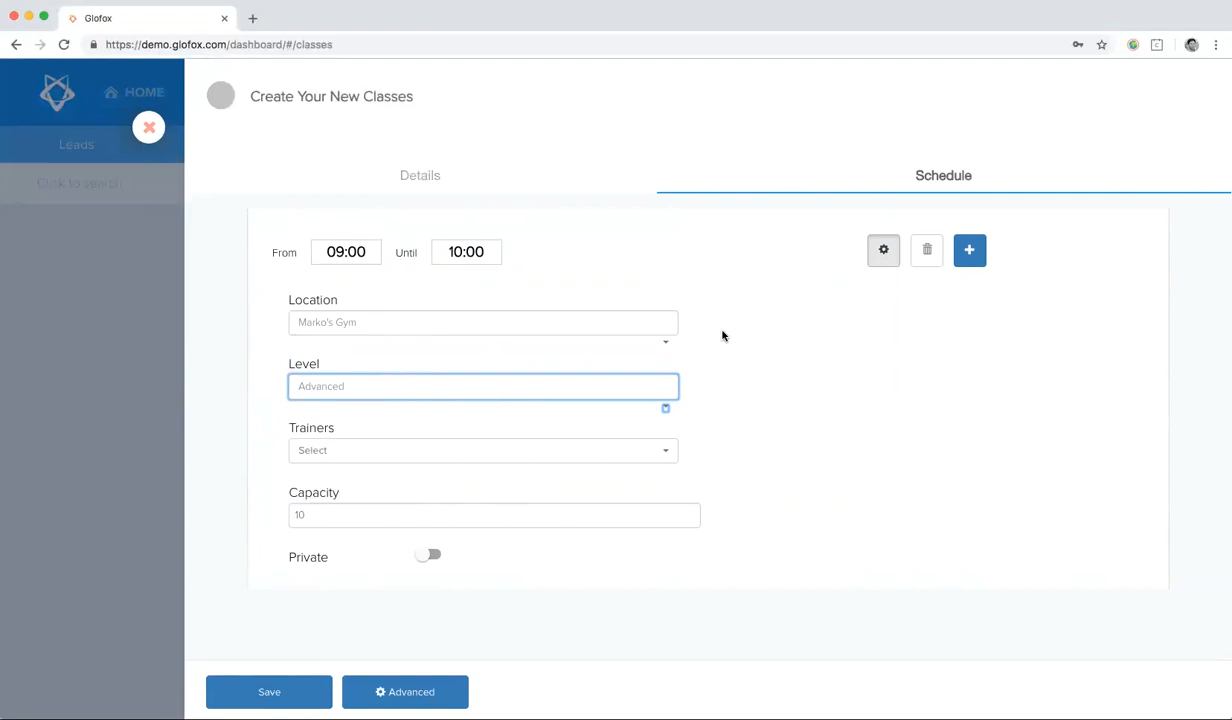 Glofox
https://demo.glofox.com/dashboard/#/classes
HOME
Create Your New Classes
Leads
Click to search
Details
Schedule
From 09:00 Until 10:00
Location
Marko's Gym
Level
Advanced
Trainers
Select
Capacity
10
Private
Save
Advanced